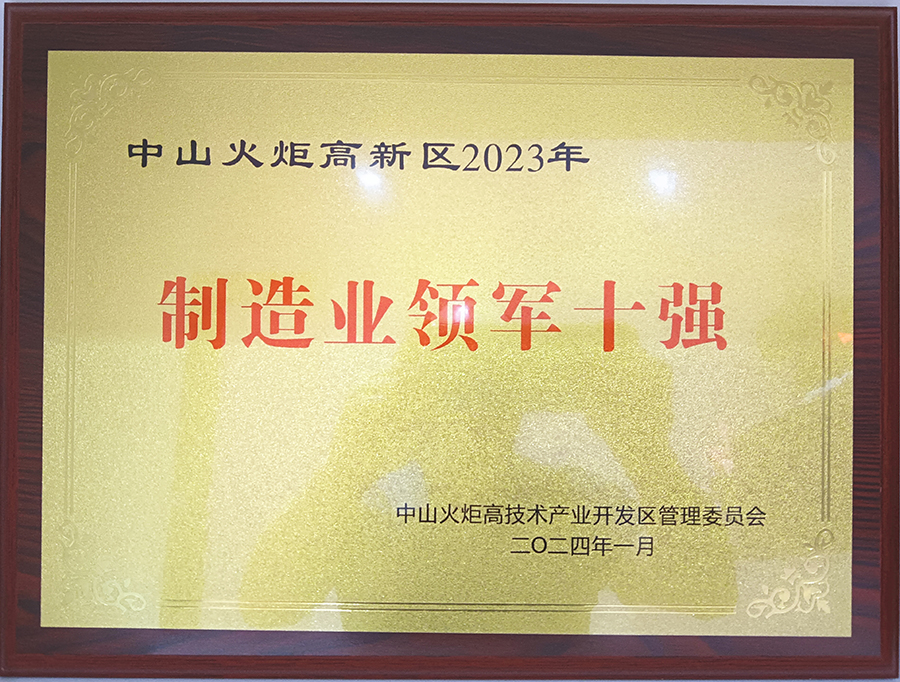 中山火炬高新区2023年
制造业领军十强
中山火炬高技术产业开发区管理委员会
二O二四年一月